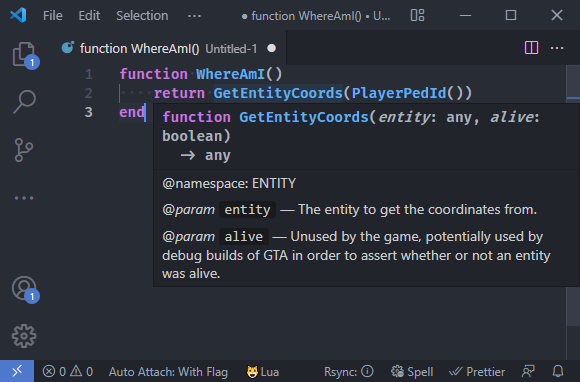 File Edit Selection ··· ● function WhereAmI() • U...
function WhereAmI() Untitled-1 ●
1 function WhereAmI()
2 return GetEntityCoords(PlayerPedId())
3 end
function GetEntityCoords(entity: any, alive:
boolean)
→ any
@namespace: ENTITY
@param entity — The entity to get the coordinates from.
@param alive — Unused by the game, potentially used by
debug builds of GTA in order to assert whether or not an entity
was alive.
1
1
0 0 Auto Attach: With Flag Lua Rsync: Spell Prettier